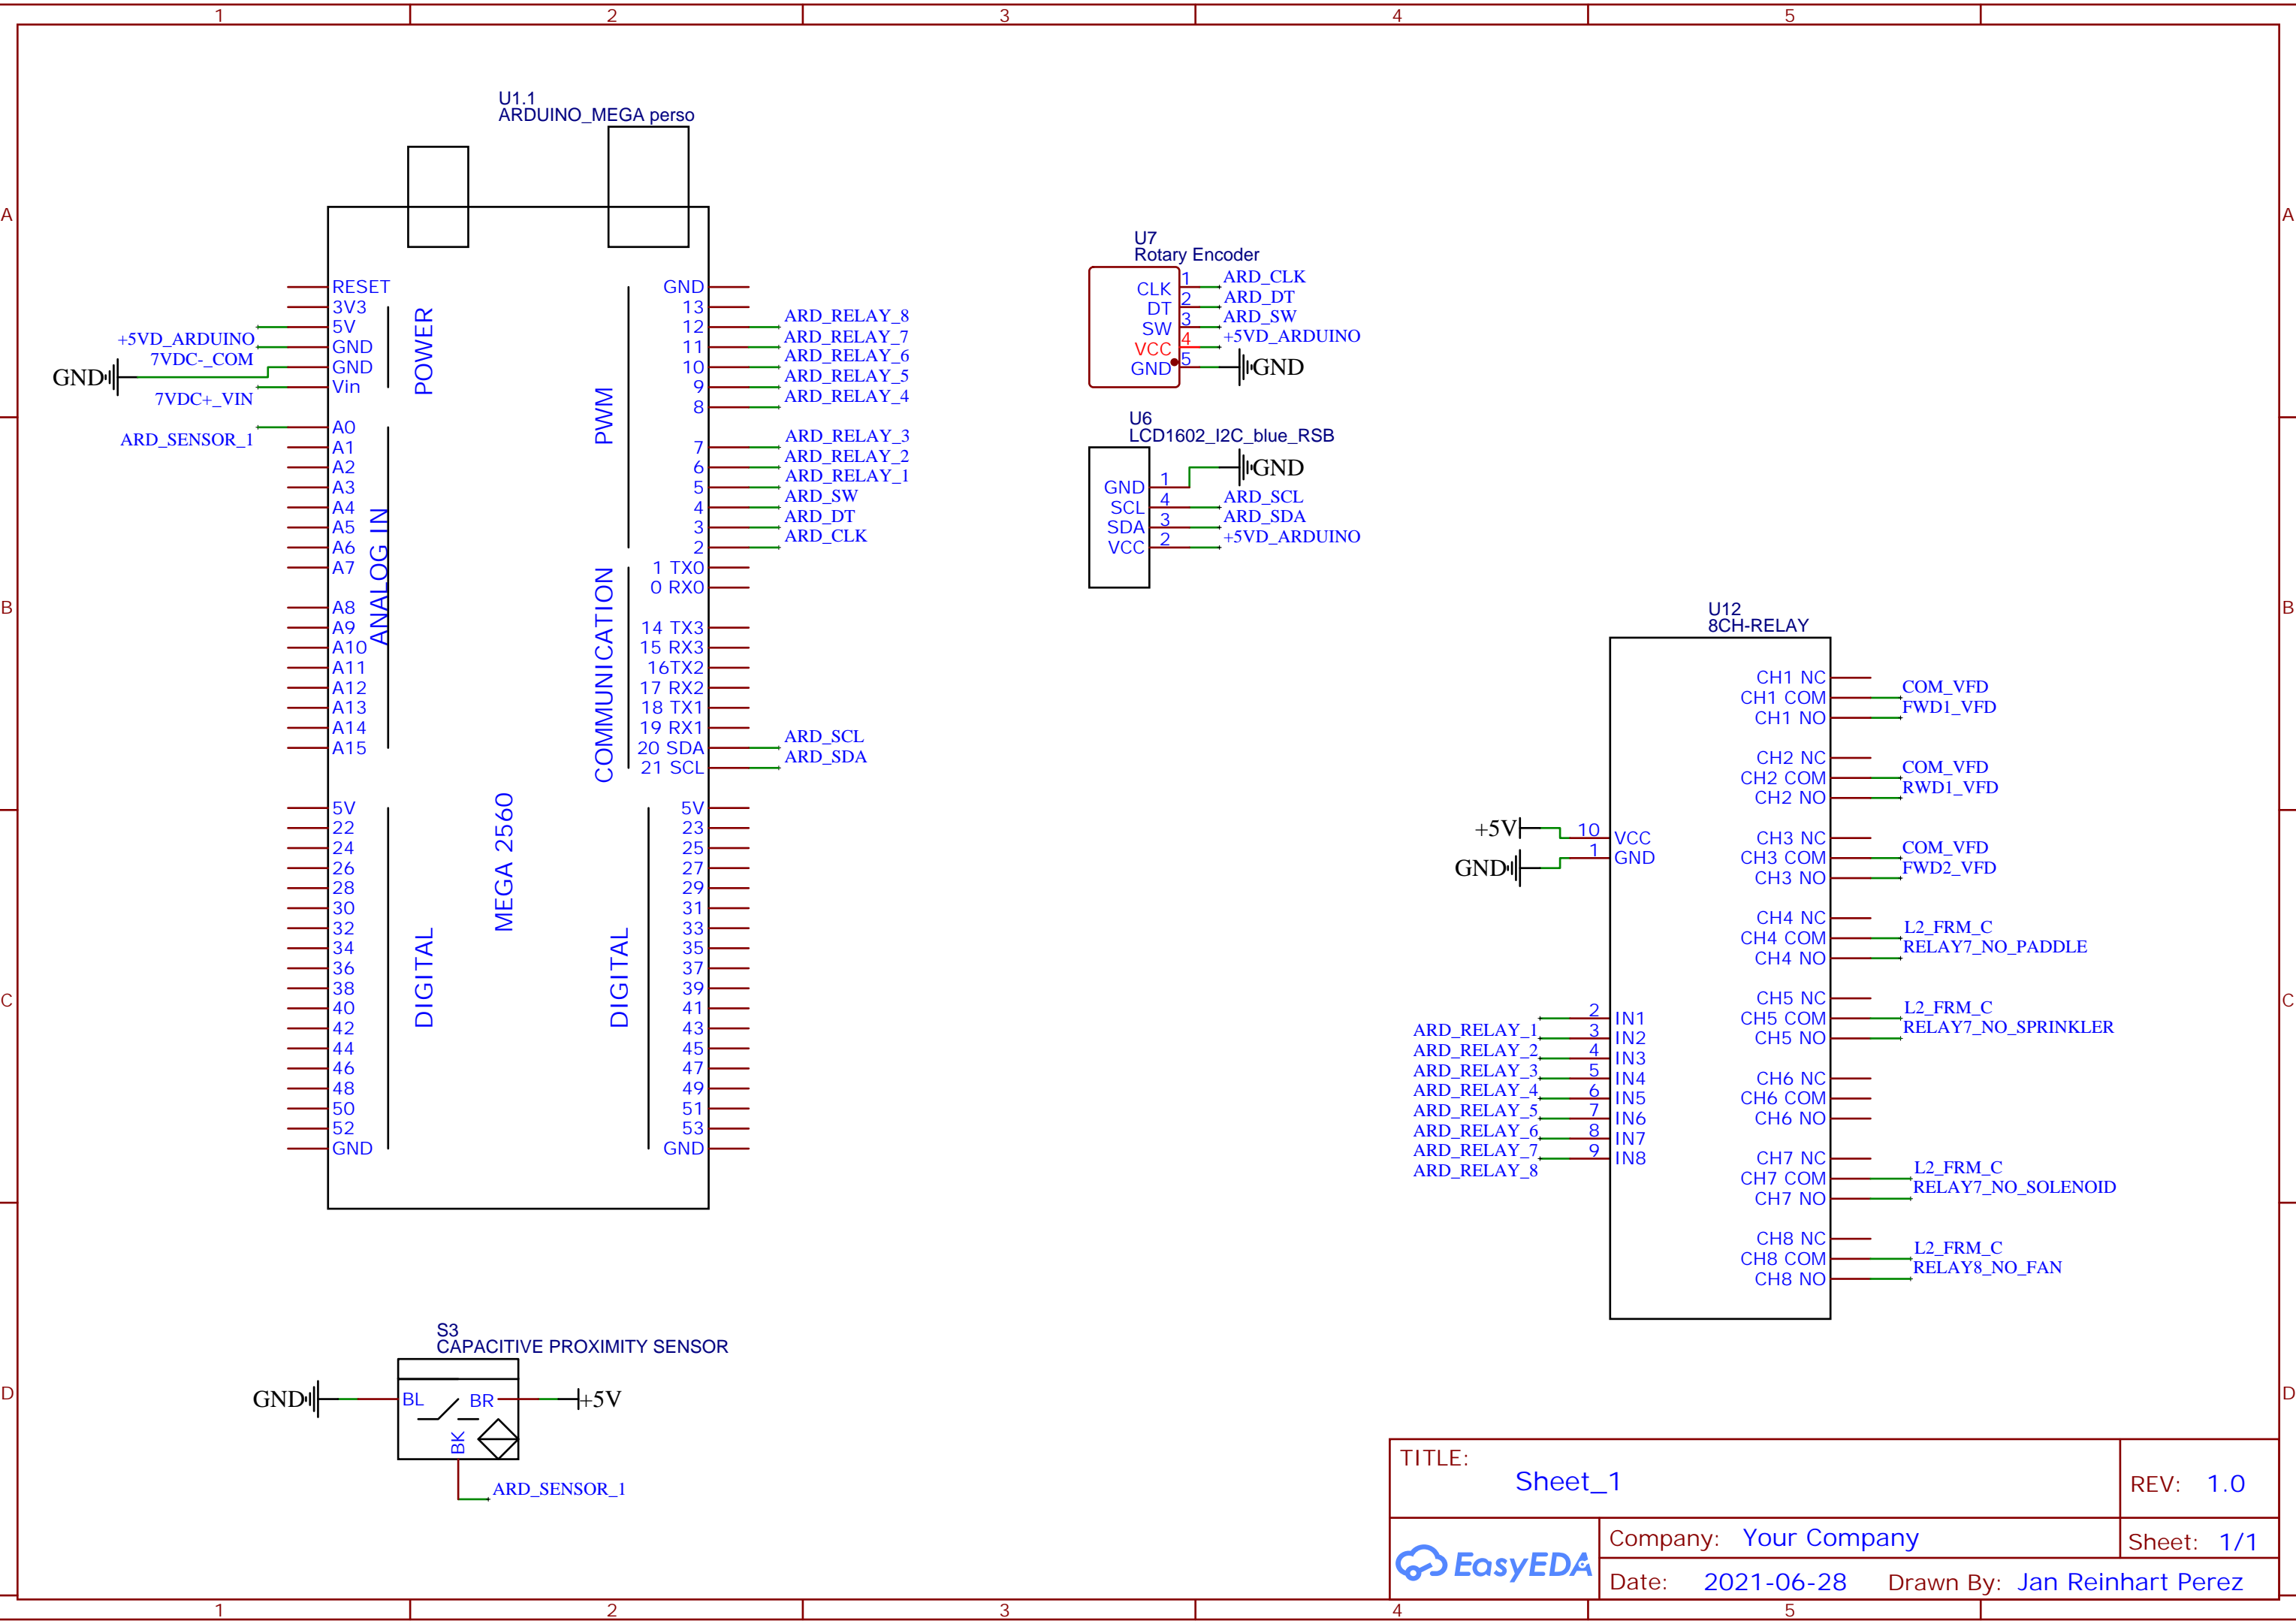 1 2 3 4 5
A
B
C
D
A
B
C
D
U1.1
ARDUINO_MEGA perso
RESET
3V3
5V
GND
GND
Vin
+5VD_ARDUINO
7VDC-_COM
GND
7VDC+_VIN
POWER
ARD_SENSOR_1
A0
A1
A2
A3
A4
A5
A6
A7
A8
A9
A10
A11
A12
A13
A14
A15
ANALOG IN
5V
22
24
26
28
30
32
34
36
38
40
42
44
46
48
50
52
GND
DIGITAL
MEGA 2560
GND
13
12 ARD_RELAY_8
11 ARD_RELAY_7
10 ARD_RELAY_6
9 ARD_RELAY_5
8 ARD_RELAY_4
7 ARD_RELAY_3
6 ARD_RELAY_2
5 ARD_RELAY_1
4 ARD_SW
3 ARD_DT
2 ARD_CLK
PWM
1 TX0
0 RX0
14 TX3
15 RX3
16TX2
17 RX2
18 TX1
19 RX1
20 SDA ARD_SCL
21 SCL ARD_SDA
COMMUNICATION
5V
23
25
27
29
31
33
35
37
39
41
43
45
47
49
51
53
GND
DIGITAL
U7
Rotary Encoder
CLK 1 ARD_CLK
DT 2 ARD_DT
SW 3 ARD_SW
VCC 4 +5VD_ARDUINO
GND 5 GND
U6
LCD1602_I2C_blue_RSB
GND 1 GND
SCL 4 ARD_SCL
SDA 3 ARD_SDA
VCC 2 +5VD_ARDUINO
U12
8CH-RELAY
+5V 10 VCC
GND 1 GND
2 IN1
ARD_RELAY_1 3 IN2
ARD_RELAY_2 4 IN3
ARD_RELAY_3 5 IN4
ARD_RELAY_4 6 IN5
ARD_RELAY_5 7 IN6
ARD_RELAY_6 8 IN7
ARD_RELAY_7 9 IN8
ARD_RELAY_8
CH1 NC
CH1 COM COM_VFD
CH1 NO FWD1_VFD
CH2 NC
CH2 COM COM_VFD
CH2 NO RWD1_VFD
CH3 NC
CH3 COM COM_VFD
CH3 NO FWD2_VFD
CH4 NC
CH4 COM L2_FRM_C
CH4 NO RELAY7_NO_PADDLE
CH5 NC
CH5 COM L2_FRM_C
CH5 NO RELAY7_NO_SPRINKLER
CH6 NC
CH6 COM
CH6 NO
CH7 NC
CH7 COM L2_FRM_C
CH7 NO RELAY7_NO_SOLENOID
CH8 NC
CH8 COM L2_FRM_C
CH8 NO RELAY8_NO_FAN
S3
CAPACITIVE PROXIMITY SENSOR
GND BL BR +5V
BK
ARD_SENSOR_1
TITLE:
Sheet_1
REV: 1.0
EasyEDA
Company: Your Company
Sheet: 1/1
Date: 2021-06-28 Drawn By: Jan Reinhart Perez
1 2 3 4 5